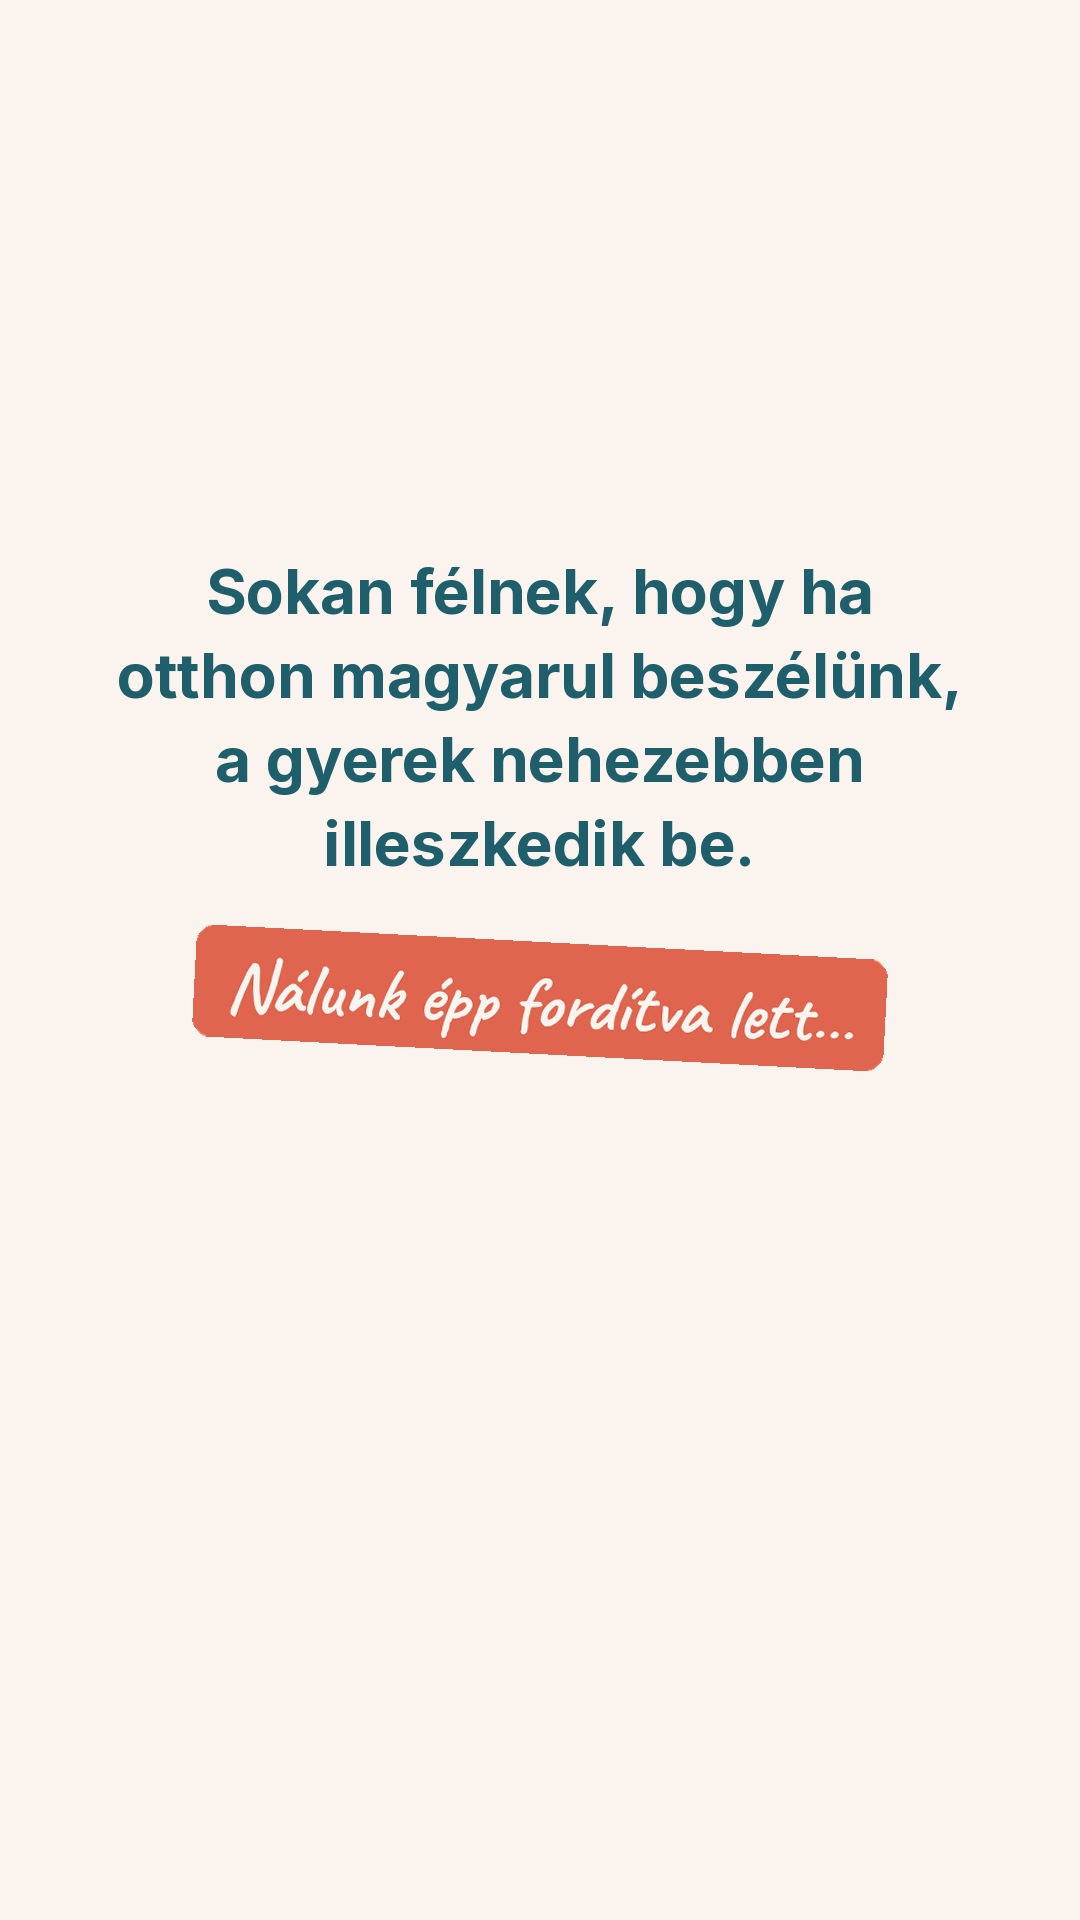 Sokan félnek, hogy ha
otthon magyarul beszélünk,
a gyerek nehezebben
illeszkedik be.
Nálunk épp fordítva lett...